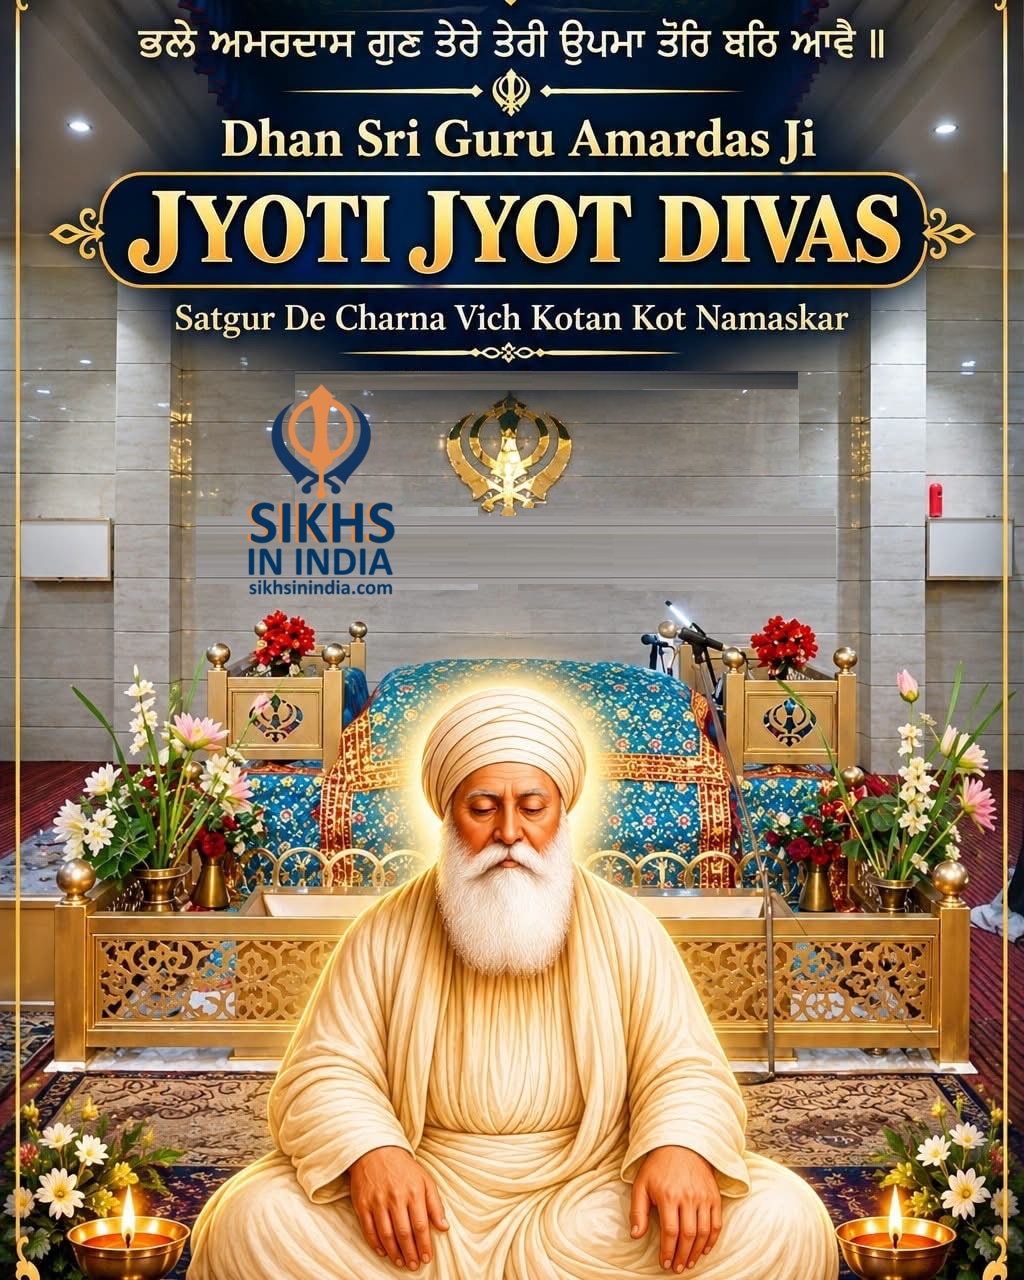 ਭਲੇ ਅਮਰਦਾਸ ਗੁਣ ਤੇਰੇ ਤੇਰੀ ਉਪਮਾ ਤੋਰਿ ਬਠਿ ਆਵੈ ॥
Dhan Sri Guru Amardas Ji
JYOTI JYOT DIVAS
Satgur De Charna Vich Kotan Kot Namaskar
SIKHS
IN INDIA
sikhsinindia.com